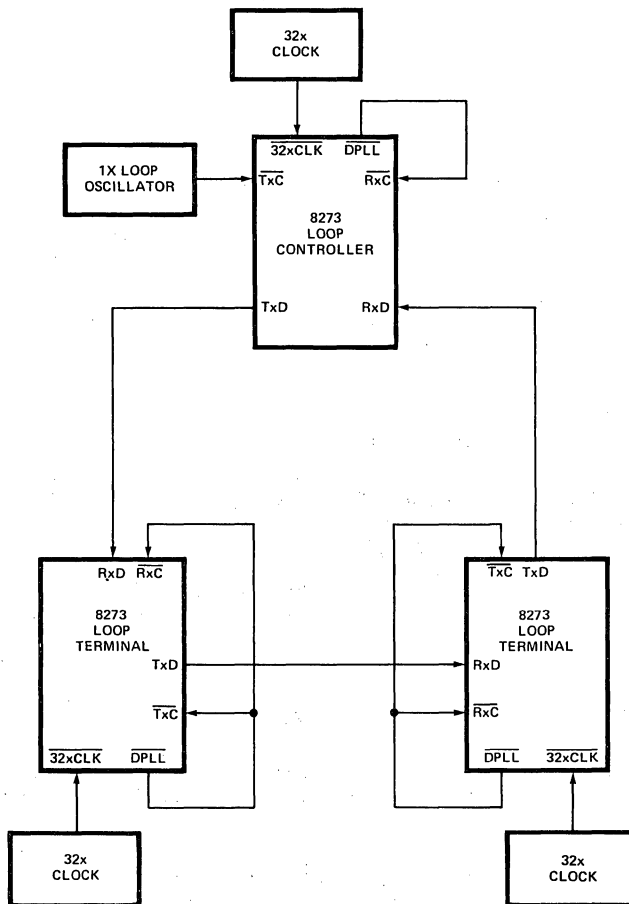 32x
CLOCK
32xCLK DPLL
1X LOOP
OSCILLATOR
TxC
RxC
8273
LOOP
CONTROLLER
TxD
RxD
RxD RxC
8273
LOOP
TERMINAL
TxD
TxC
32xCLK DPLL
32x
CLOCK
TxC TxD
8273
LOOP
TERMINAL
RxD
RxC
DPLL 32xCLK
32x
CLOCK